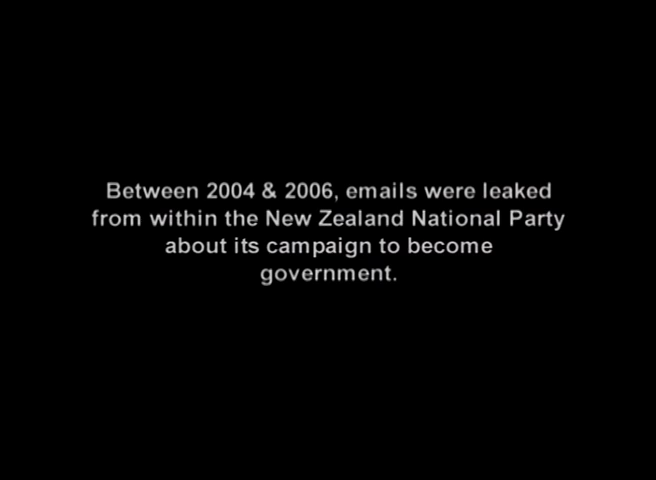 Between 2004 & 2006, emails were leaked
from within the New Zealand National Party
about its campaign to become
government.